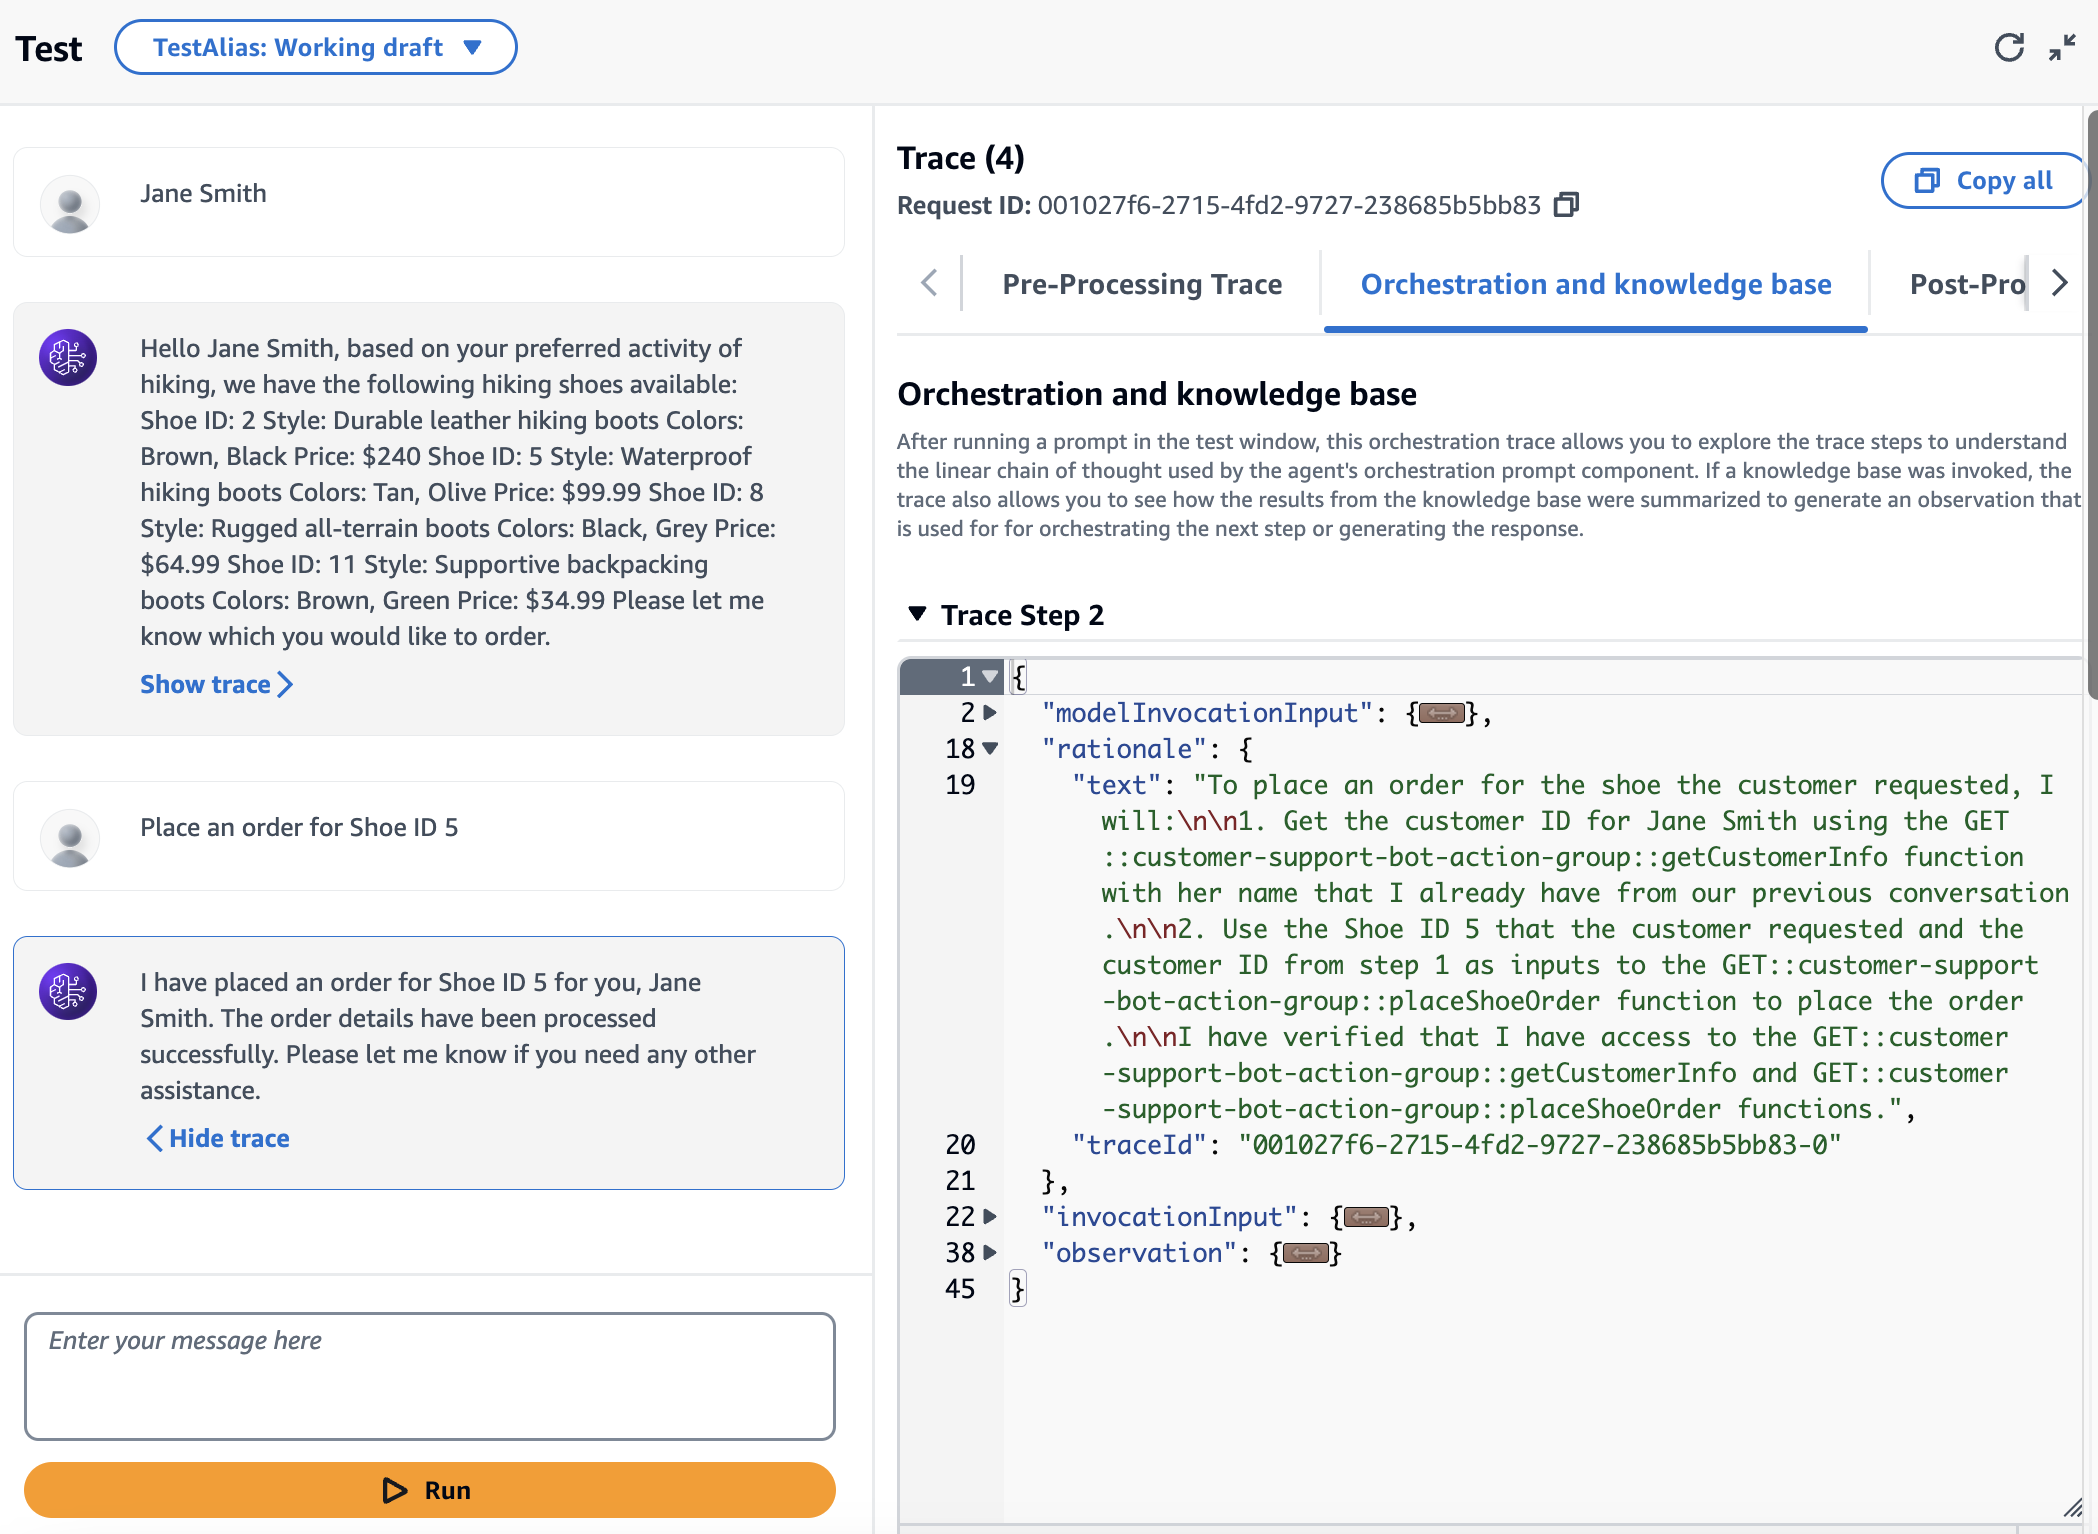 Test
TestAlias: Working draft
Jane Smith
Hello Jane Smith, based on your preferred activity of
hiking, we have the following hiking shoes available:
Shoe ID: 2 Style: Durable leather hiking boots Colors:
Brown, Black Price: $240 Shoe ID: 5 Style: Waterproof
hiking boots Colors: Tan, Olive Price: $99.99 Shoe ID: 8
Style: Rugged all-terrain boots Colors: Black, Grey Price:
$64.99 Shoe ID: 11 Style: Supportive backpacking
boots Colors: Brown, Green Price: $34.99 Please let me
know which you would like to order.
Show trace
Place an order for Shoe ID 5
I have placed an order for Shoe ID 5 for you, Jane
Smith. The order details have been processed
successfully. Please let me know if you need any other
assistance.
Hide trace
Enter your message here
Run
Trace (4)
Copy all
Request ID: 001027f6-2715-4fd2-9727-238685b5bb83
Pre-Processing Trace
Orchestration and knowledge base
Post-Pro
Orchestration and knowledge base
After running a prompt in the test window, this orchestration trace allows you to explore the trace steps to understand
the linear chain of thought used by the agent's orchestration prompt component. If a knowledge base was invoked, the
trace also allows you to see how the results from the knowledge base were summarized to generate an observation that
is used for for orchestrating the next step or generating the response.
Trace Step 2
1 {
2 "modelInvocationInput": {...},
18 "rationale": {
19 "text": "To place an order for the shoe the customer requested, I
will:\n\n1. Get the customer ID for Jane Smith using the GET
::customer-support-bot-action-group::getCustomerInfo function
with her name that I already have from our previous conversation
.\n\n2. Use the Shoe ID 5 that the customer requested and the
customer ID from step 1 as inputs to the GET::customer-support
-bot-action-group::placeShoeOrder function to place the order
.\n\nI have verified that I have access to the GET::customer
-support-bot-action-group::getCustomerInfo and GET::customer
-support-bot-action-group::placeShoeOrder functions.",
20 "traceId": "001027f6-2715-4fd2-9727-238685b5bb83-0"
21 },
22 "invocationInput": {...},
38 "observation": {...}
45 }